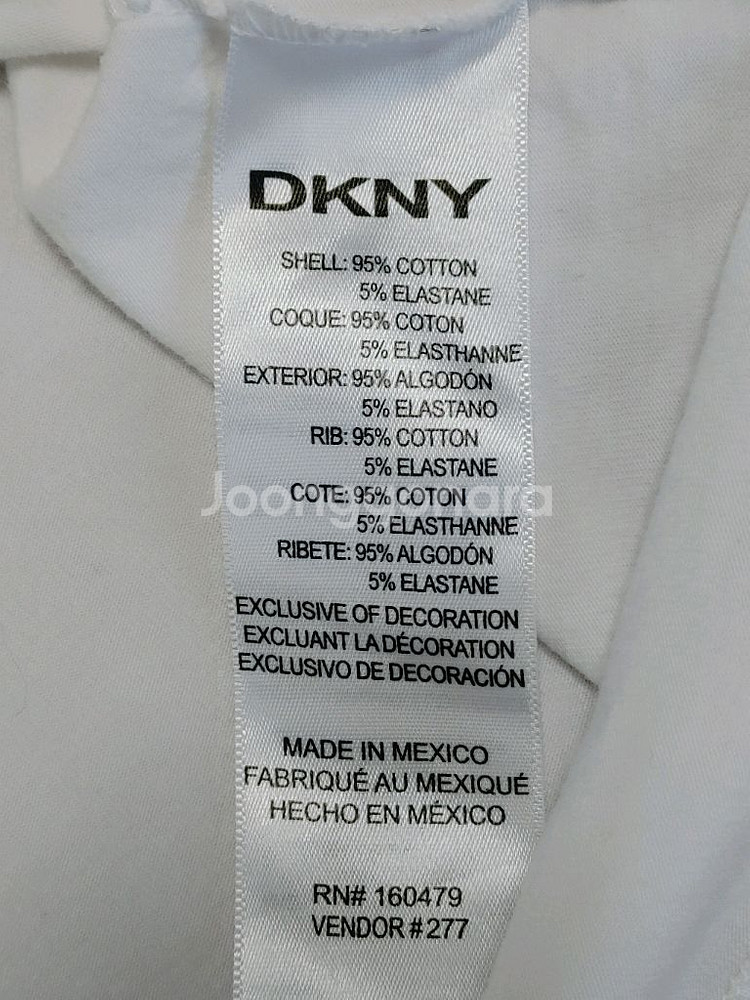 DKNY
SHELL: 95% COTTON
5% ELASTANE
COQUE: 95% COTON
5% ELASTHANNE
EXTERIOR: 95% ALGODÓN
5% ELASTANO
RIB: 95% COTTON
5% ELASTANE
Joonggonara
COTE: 95% COTON
5% ELASTHANNE
RIBETE: 95% ALGODÓN
5% ELASTANE
EXCLUSIVE OF DECORATION
EXCLUANT LA DÉCORATION
EXCLUSIVO DE DECORACIÓN
MADE IN MEXICO
FABRIQUÉ AU MEXIQUÉ
HECHO EN MÉXICO
RN# 160479
VENDOR #277